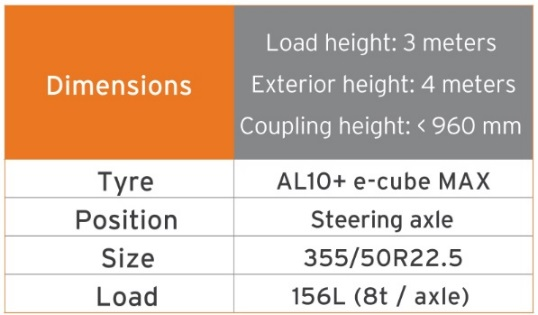 Dimensions
Load height: 3 meters
Exterior height: 4 meters
Coupling height: < 960 mm
Tyre AL10+ e-cube MAX
Position Steering axle
Size 355/50R22.5
Load 156L (8t / axle)